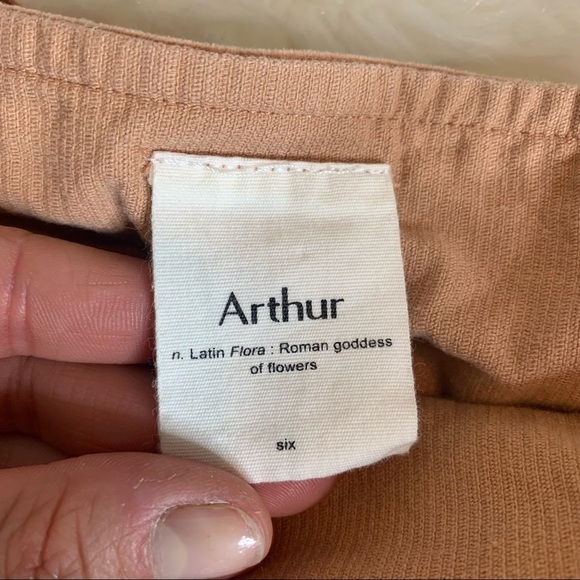 Arthur
n. Latin Flora : Roman goddess
of flowers
six